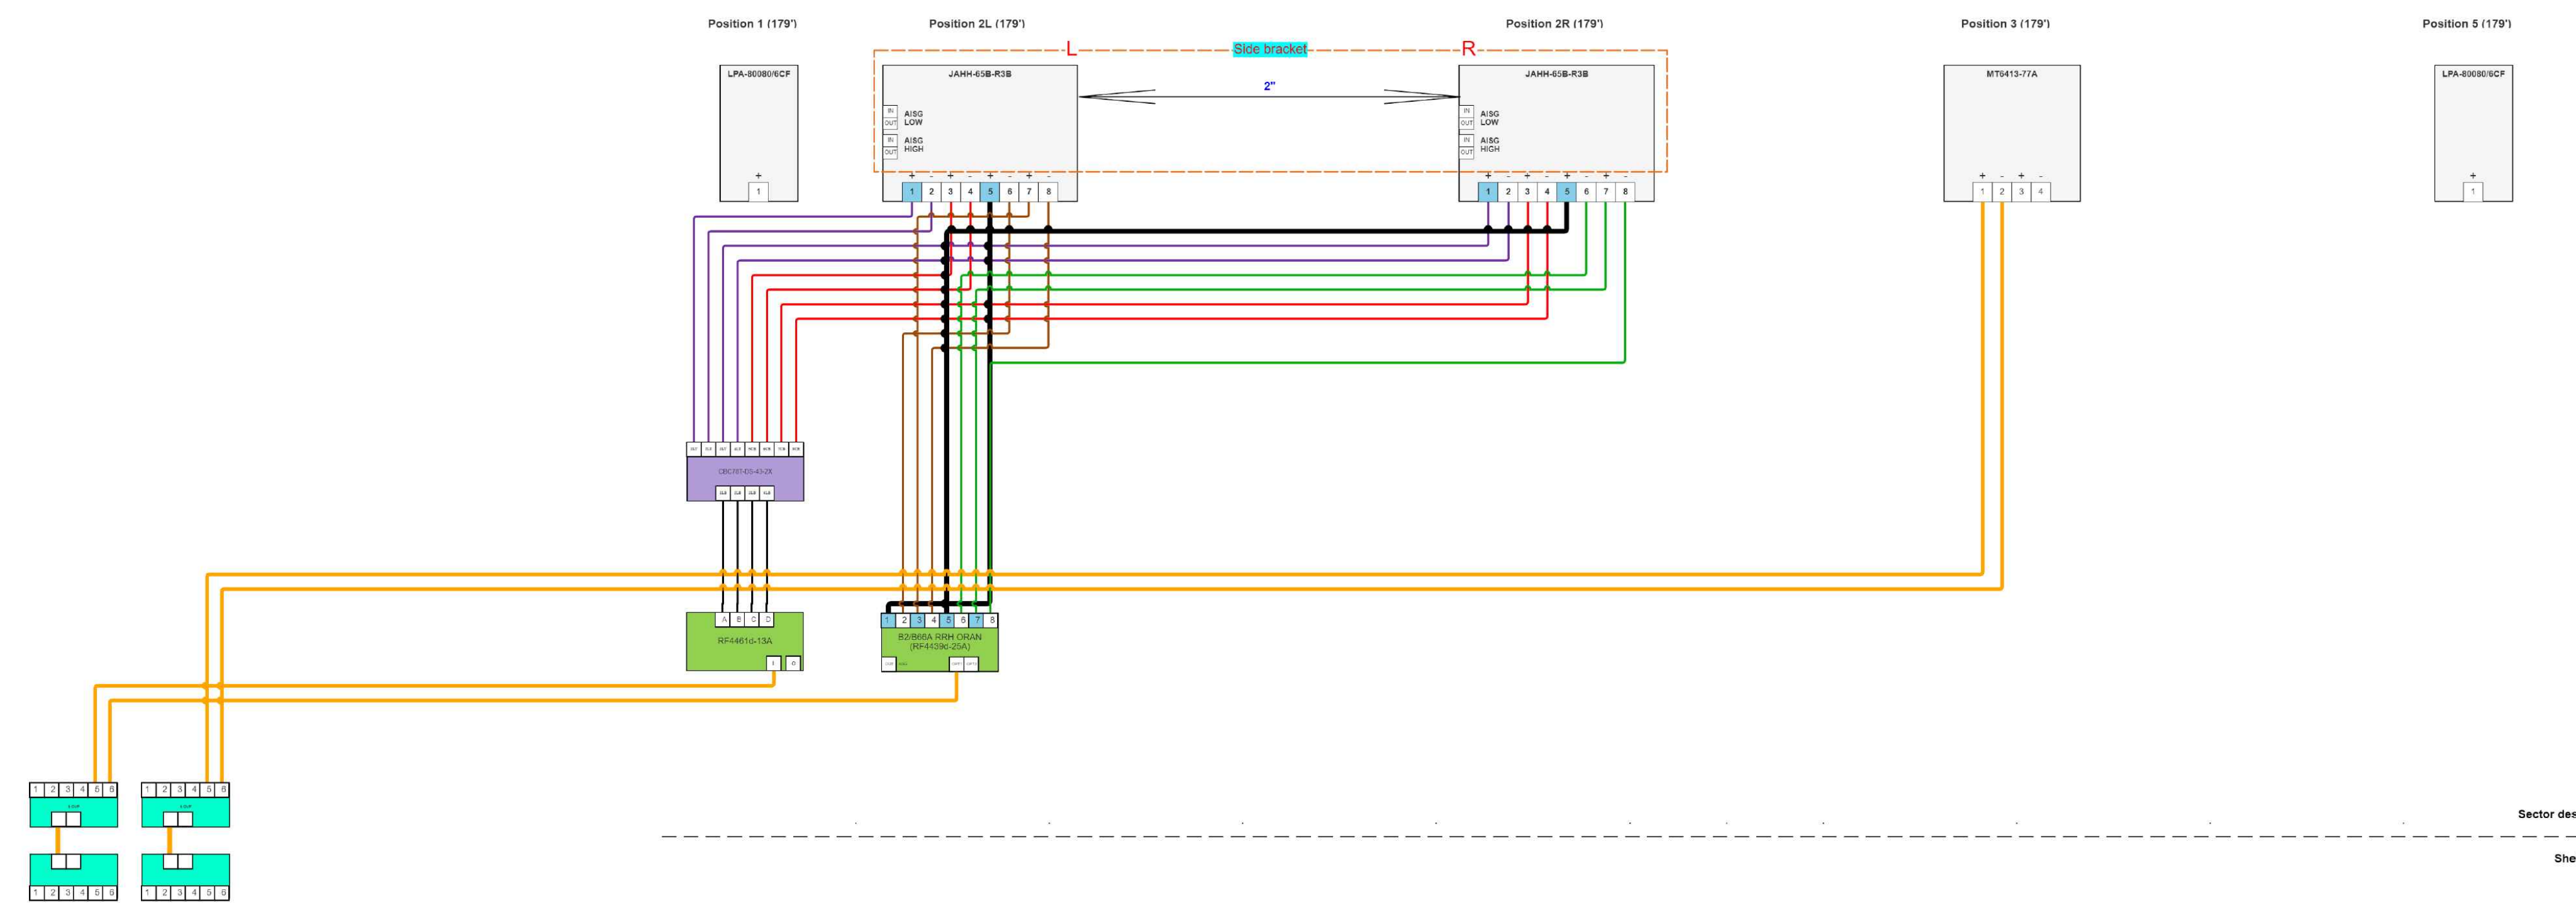 Position 1 (179')
Position 2L (179')
Position 2R (179')
Position 3 (179')
Position 5 (179')
L
Side bracket
R
LPA-80080/6CF
JAHH-65B-R3B
JAHH-65B-R3B
MT6413-77A
LPA-80080/6CF
2"
IN
OUT
AISG
LOW
IN
OUT
AISG
HIGH
IN
OUT
AISG
LOW
IN
OUT
AISG
HIGH
+
+ - + - + - + -
+ - + - + - + -
+ - + -
+
1
1 2 3 4 5 6 7 8
1 2 3 4 5 6 7 8
1 2 3 4
1
A B C D
RF4461d-13A
1 2 3 4 5 6 7 8
B2/B66A RRH ORAN
(RF4439d-25A)
1 2 3 4 5 6
1 2 3 4 5 6
Sector des
She
1 2 3 4 5 6
1 2 3 4 5 6